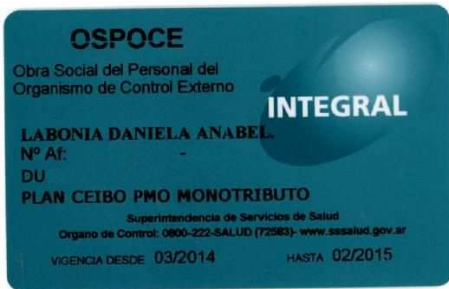 OSPOCE
Obra Social del Personal del
Organismo de Control Externo
INTEGRAL
LABONIA DANIELA ANABEL.
Nº Af: -
DU
PLAN CEIBO PMO MONOTRIBUTO
Superintendencia de Servicios de Salud
Organo de Control: 0800-222-SALUD (72583)- www.sssalud.gov.ar
VIGENCIA DESDE 03/2014 HASTA 02/2015